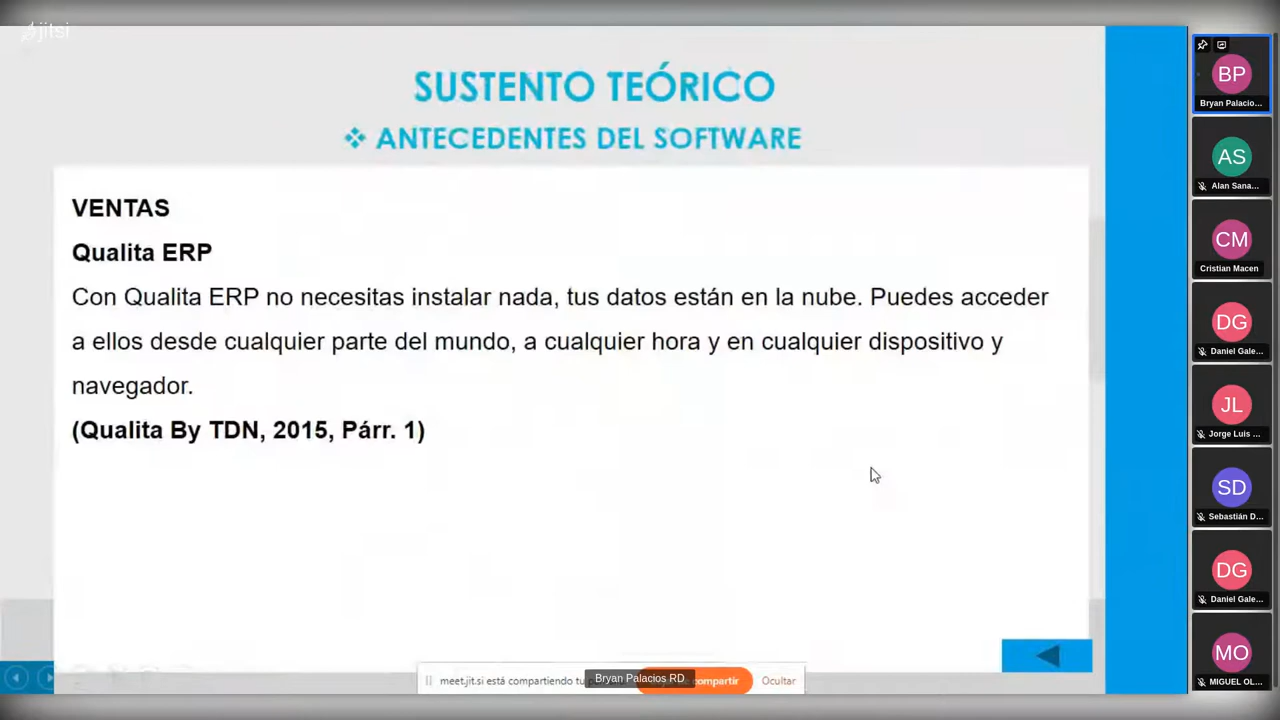 jitsi
SUSTENTO TEÓRICO
❖ ANTECEDENTES DEL SOFTWARE
VENTAS
Qualita ERP
Con Qualita ERP no necesitas instalar nada, tus datos están en la nube. Puedes acceder
a ellos desde cualquier parte del mundo, a cualquier hora y en cualquier dispositivo y
navegador.
(Qualita By TDN, 2015, Párr. 1)
meet.jit.si está compartiendo tu
Bryan Palacios RD
compartir
Ocultar
BP
Bryan Palacio...
AS
Alan Sana...
CM
Cristian Macen
DG
Daniel Gale...
JL
Jorge Luis ...
SD
Sebastián D...
DG
Daniel Gale...
MO
MIGUEL OL...